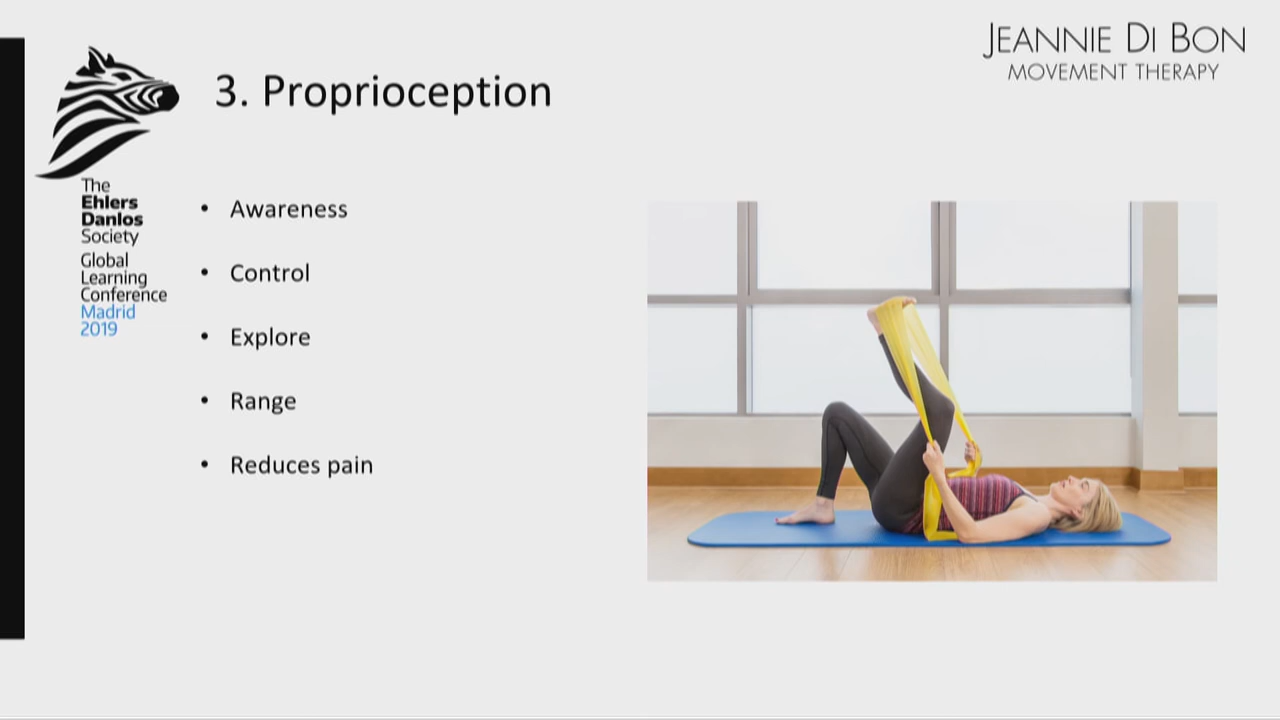 JEANNIE DI BON
MOVEMENT THERAPY
3. Proprioception
The
Ehlers
Danlos
Society
Global
Learning
Conference
Madrid
2019
• Awareness
• Control
• Explore
• Range
• Reduces pain